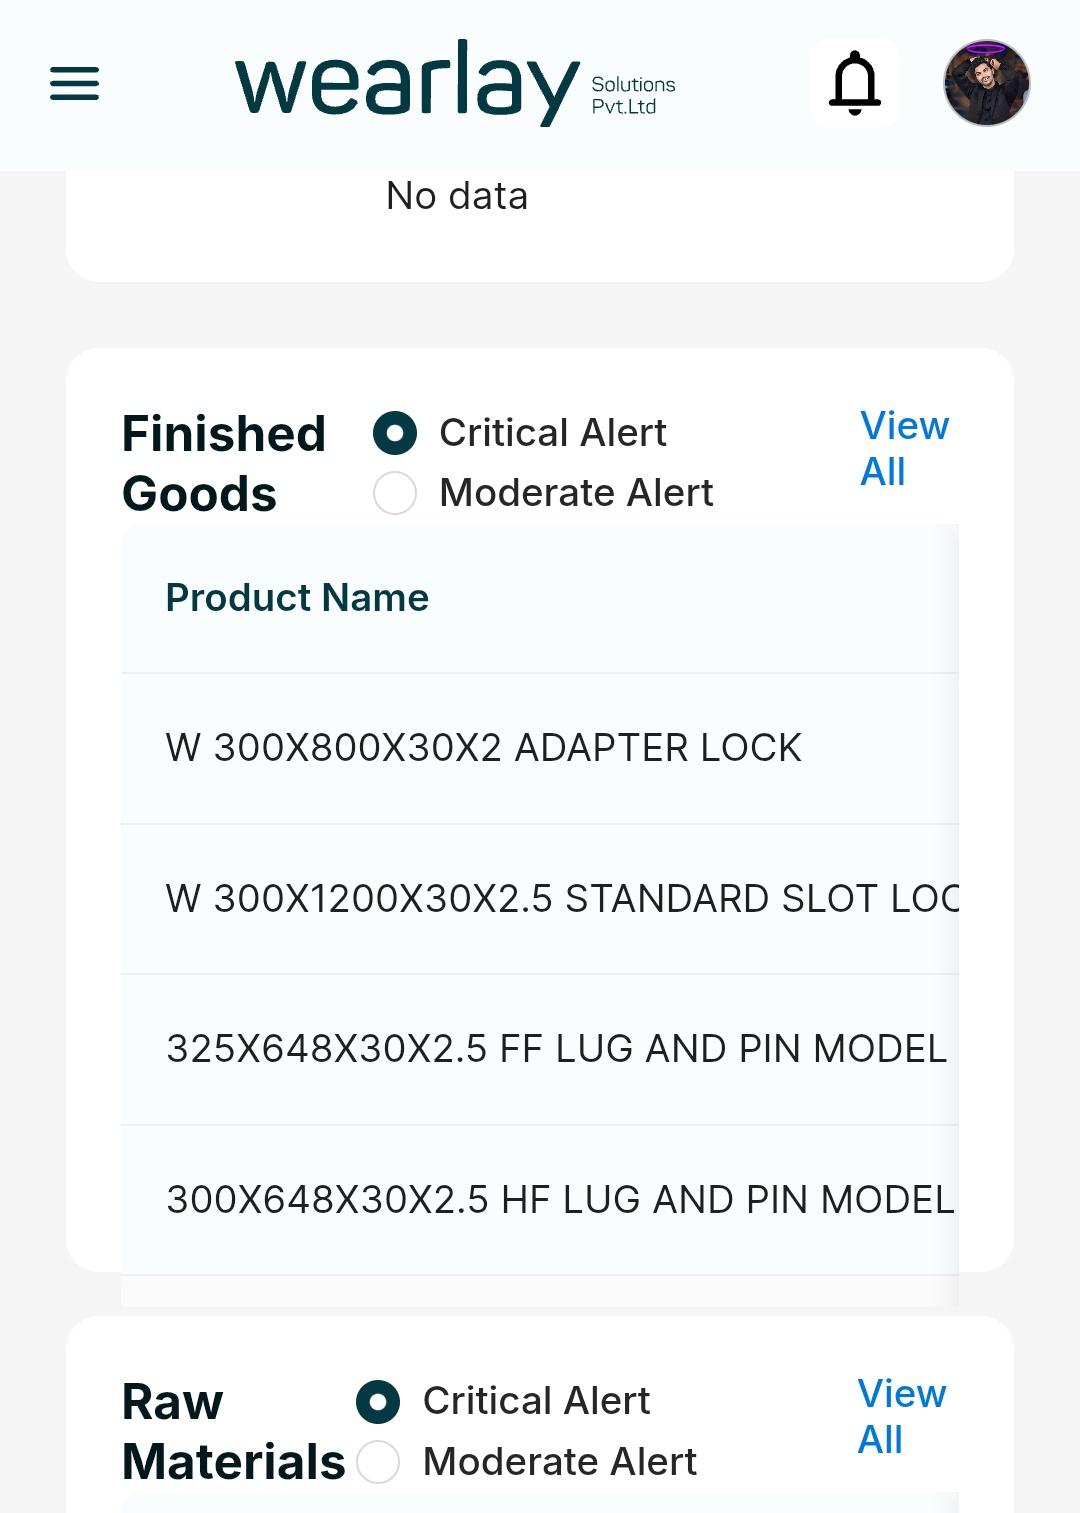 wearlay Solutions
Pvt.Ltd
No data
Finished
Goods
Critical Alert
Moderate Alert
View
All
Product Name
W 300X800X30X2 ADAPTER LOCK
W 300X1200X30X2.5 STANDARD SLOT LOC
325X648X30X2.5 FF LUG AND PIN MODEL
300X648X30X2.5 HF LUG AND PIN MODEL
Raw
Materials
Critical Alert
Moderate Alert
View
All